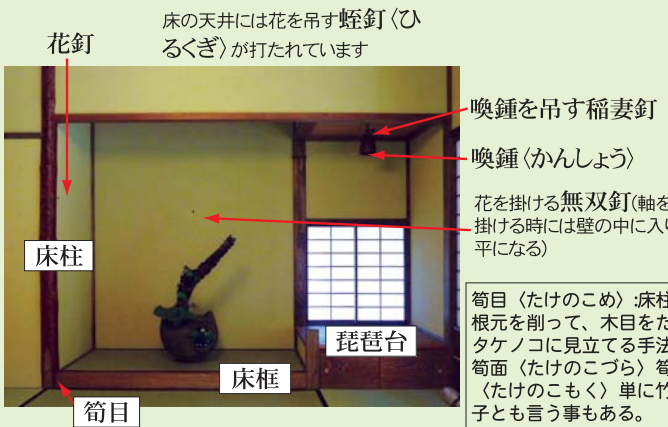 床の天井には花を吊す蛭釘〈ひ
るくぎ〉が打たれています
花釘
喚鍾を吊す稲妻釘
喚鍾〈かんしょう〉
花を掛ける無双釘(軸を
掛ける時には壁の中に入り
平になる)
床柱
琵琶台
床框
筍目
筍目〈たけのこめ〉:床柱
根元を削って、木目をた
タケノコに見立てる手法
筍面〈たけのこづら〉筍
〈たけのこもく〉単に竹
子とも言う事もある。